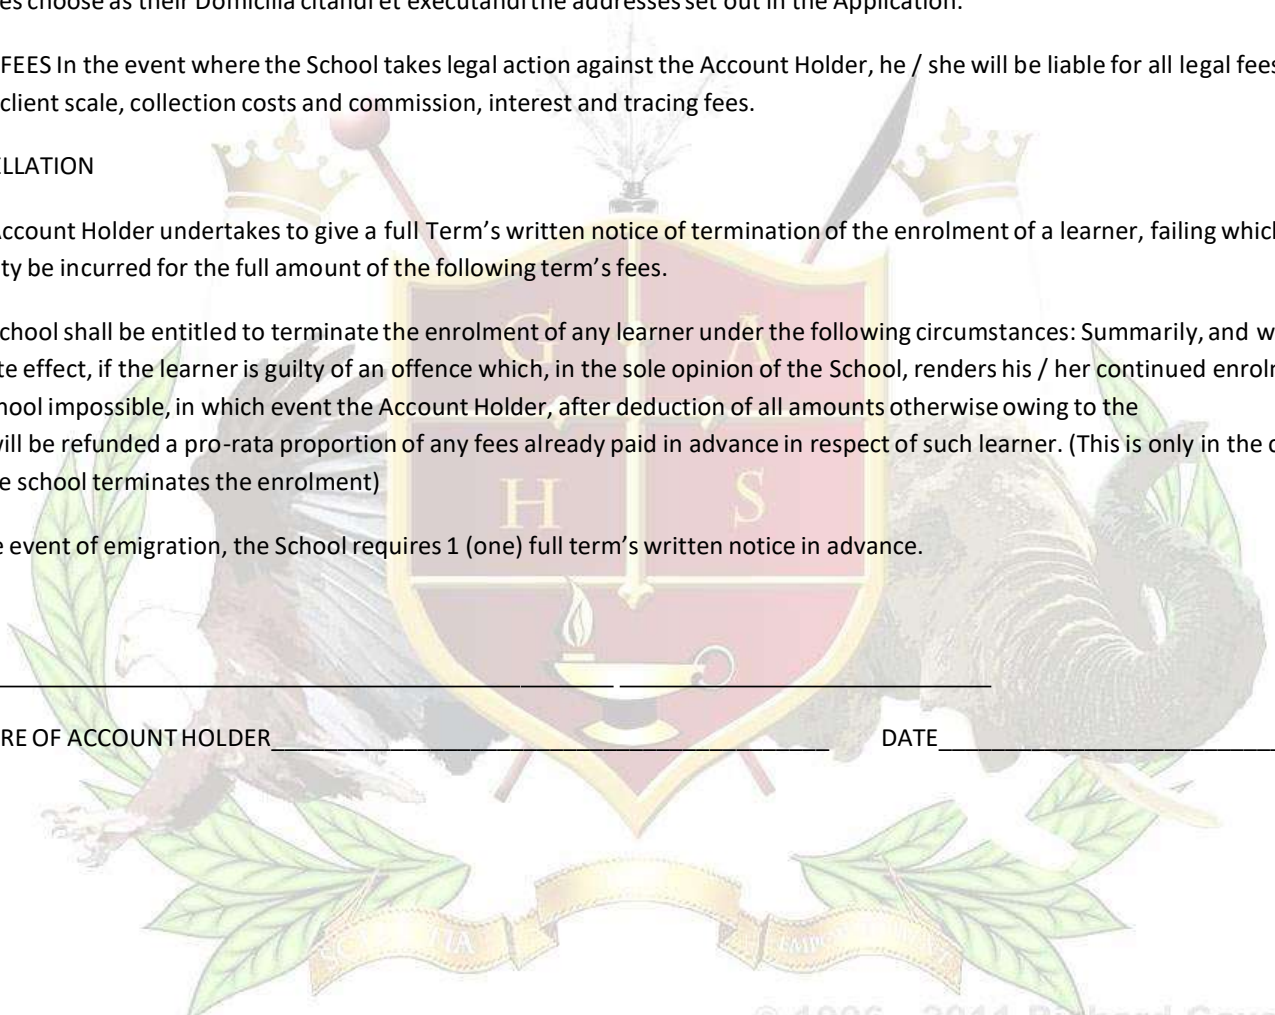 es choose as their Domicilia citandi et executandi the addresses set out in the Application.
FEES In the event where the School takes legal action against the Account Holder, he / she will be liable for all legal fees
client scale, collection costs and commission, interest and tracing fees.
ELLATION
Account Holder undertakes to give a full Term’s written notice of termination of the enrolment of a learner, failing which
ty be incurred for the full amount of the following term’s fees.
chool shall be entitled to terminate the enrolment of any learner under the following circumstances: Summarily, and w
te effect, if the learner is guilty of an offence which, in the sole opinion of the School, renders his / her continued enrol
hool impossible, in which event the Account Holder, after deduction of all amounts otherwise owing to the
will be refunded a pro-rata proportion of any fees already paid in advance in respect of such learner. (This is only in the c
e school terminates the enrolment)
e event of emigration, the School requires 1 (one) full term’s written notice in advance.
G A
H S
RE OF ACCOUNT HOLDER DATE
© 1996 - 2011 Richard